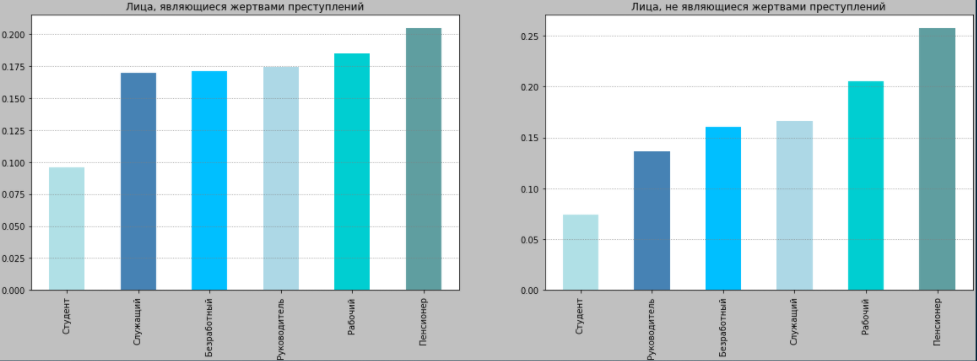 Лица, являющиеся жертвами преступлений
0.200
0.175
0.150
0.125
0.100
0.075
0.050
0.025
0.000
Студент
Служащий
Безработный
Руководитель
Рабочий
Пенсионер
Лица, не являющиеся жертвами преступлений
0.25
0.20
0.15
0.10
0.05
0.00
Студент
Руководитель
Безработный
Служащий
Рабочий
Пенсионер